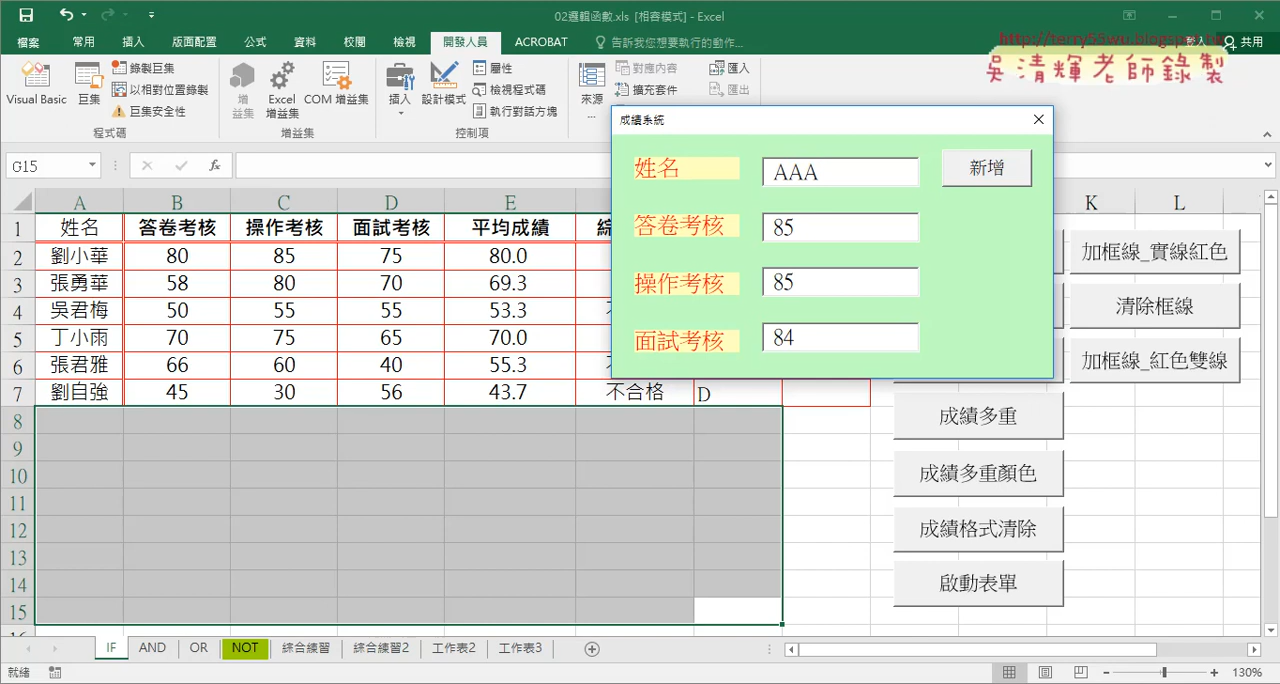 02邏輯函數.xls [相容模式] - Excel
檔案 常用 插入 版面配置 公式 資料 校閱 檢視 開發人員 ACROBAT 告訴我您想要執行的動作... 登入 共用
http://terry55wu.blogspot.tw
吳清輝老師錄製
Visual Basic 巨集 錄製巨集 以相對位置錄製 巨集安全性 增益集 Excel 增益集 COM 增益集 插入 設計模式 屬性 檢視程式碼 執行對話方塊 來源 對應內容 擴充套件 匯入 匯出
程式碼 增益集 控制項
G15 fx
成績系統
姓名 AAA 新增
答卷考核 85
操作考核 85
面試考核 84
A B C D E K L
1 姓名 答卷考核 操作考核 面試考核 平均成績
2 劉小華 80 85 75 80.0
3 張勇華 58 80 70 69.3
4 吳君梅 50 55 55 53.3
5 丁小雨 70 75 65 70.0
6 張君雅 66 60 40 55.3
7 劉自強 45 30 56 43.7 不合格 D
8
9
10
11
12
13
14
15
加框線_實線紅色
清除框線
加框線_紅色雙線
成績多重
成績多重顏色
成績格式清除
啟動表單
IF AND OR NOT 綜合練習 綜合練習2 工作表2 工作表3
就緒 130%